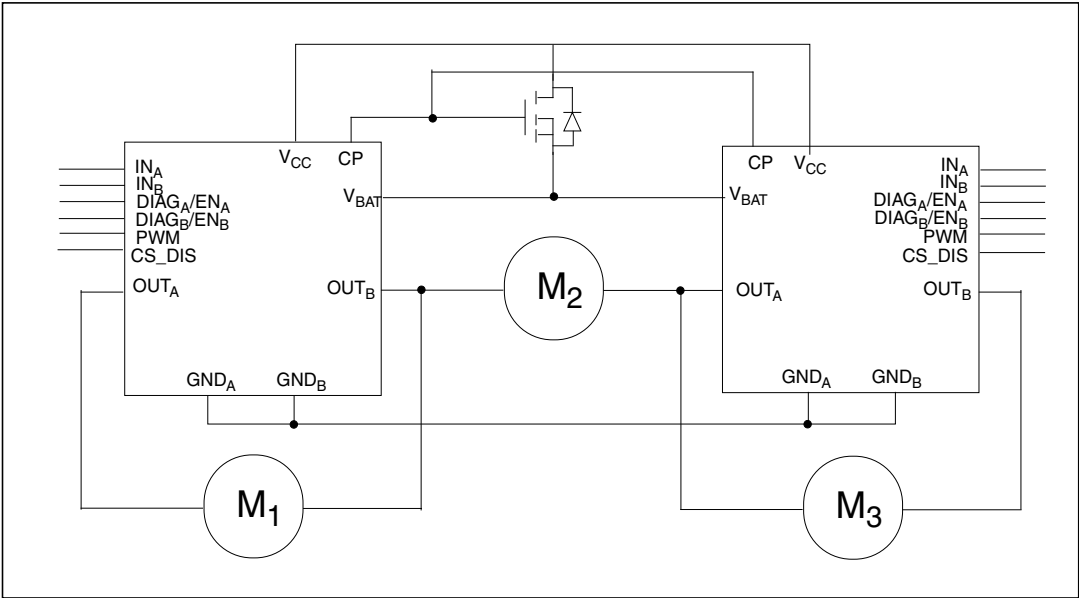 V_CC CP
IN_A
IN_B
DIAG_A/EN_A
DIAG_B/EN_B
PWM
CS_DIS
OUT_A
V_BAT
OUT_B
GND_A GND_B
M_1
M_2
CP V_CC
V_BAT
OUT_A
IN_A
IN_B
DIAG_A/EN_A
DIAG_B/EN_B
PWM
CS_DIS
OUT_B
GND_A GND_B
M_3